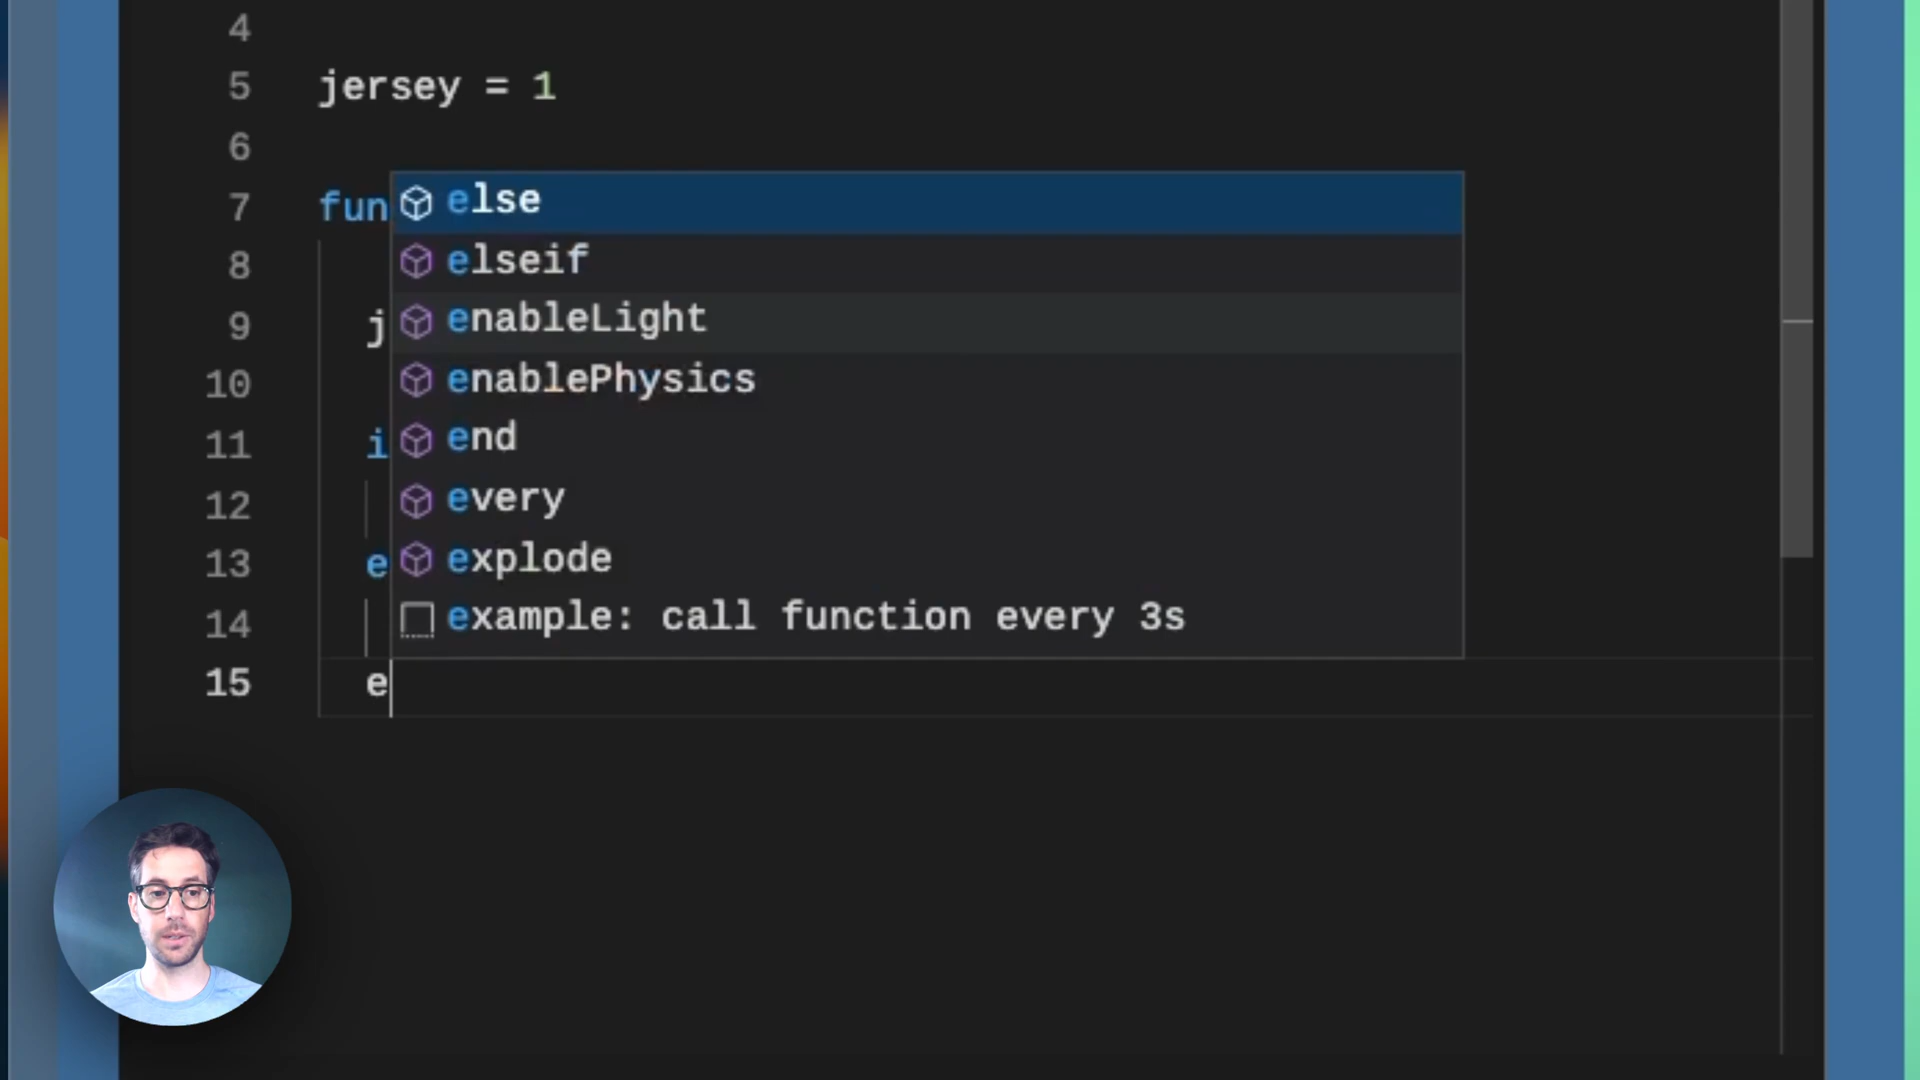 4
5 jersey = 1
6
7 fun
else
8
elseif
9 j
enableLight
10
enablePhysics
11 i
end
12
every
13 e
explode
14
example: call function every 3s
15 e